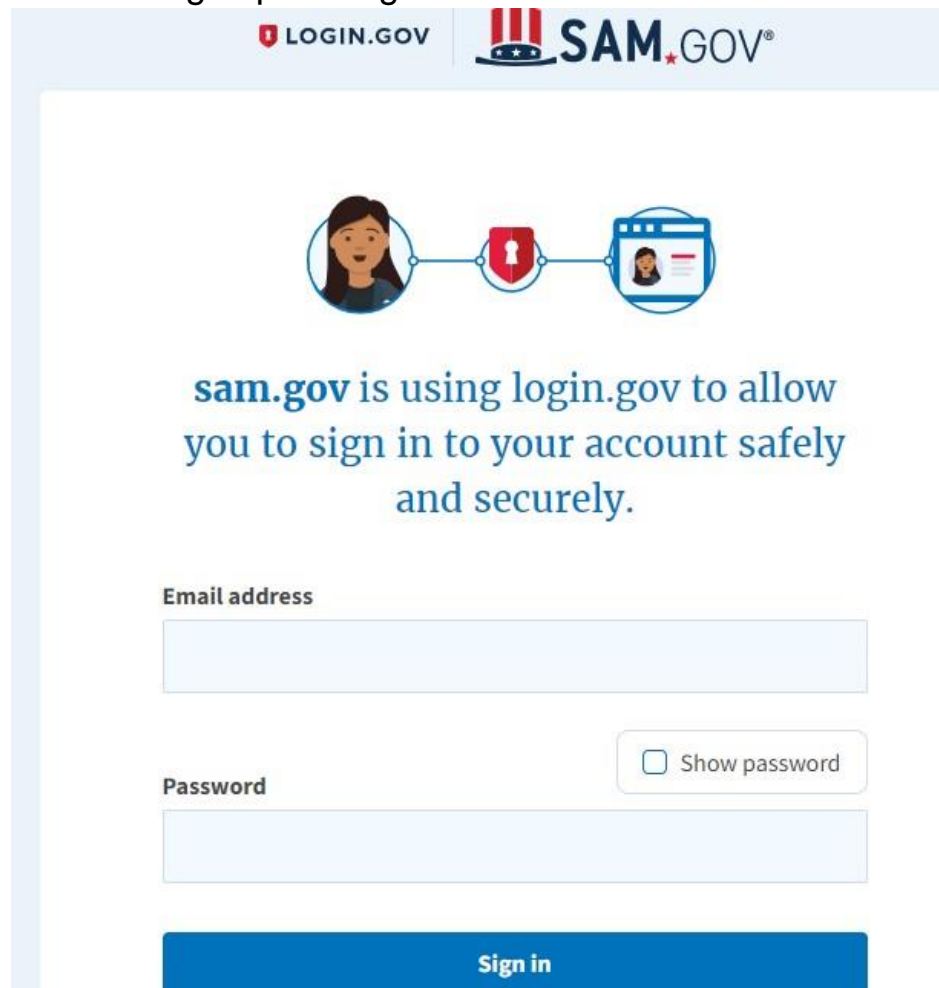 LOGIN.GOV SAM.GOV®
sam.gov is using login.gov to allow
you to sign in to your account safely
and securely.
Email address
Show password
Password
Sign in